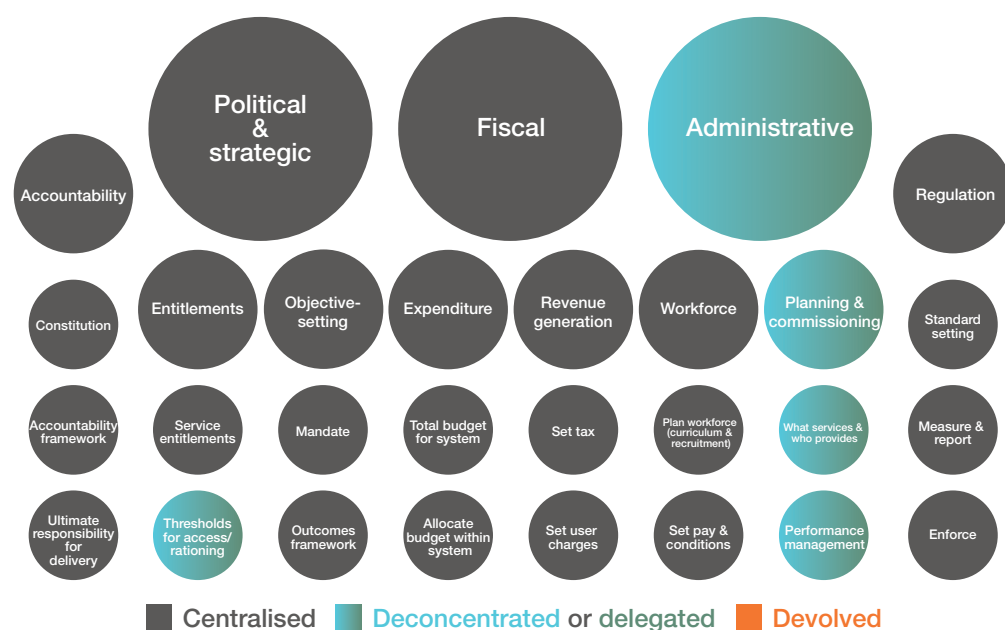 Political
&
strategic
Fiscal
Administrative
Accountability
Regulation
Entitlements
Objective-
setting
Expenditure
Revenue
generation
Workforce
Planning &
commissioning
Constitution
Standard
setting
Accountability
framework
Service
entitlements
Mandate
Total budget
for system
Set tax
Plan workforce
(curriculum &
recruitment)
What services &
who provides
Measure &
report
Ultimate
responsibility
for
delivery
Thresholds
for access/
rationing
Outcomes
framework
Allocate
budget within
system
Set user
charges
Set pay &
conditions
Performance
management
Enforce
Centralised
Deconcentrated or delegated
Devolved